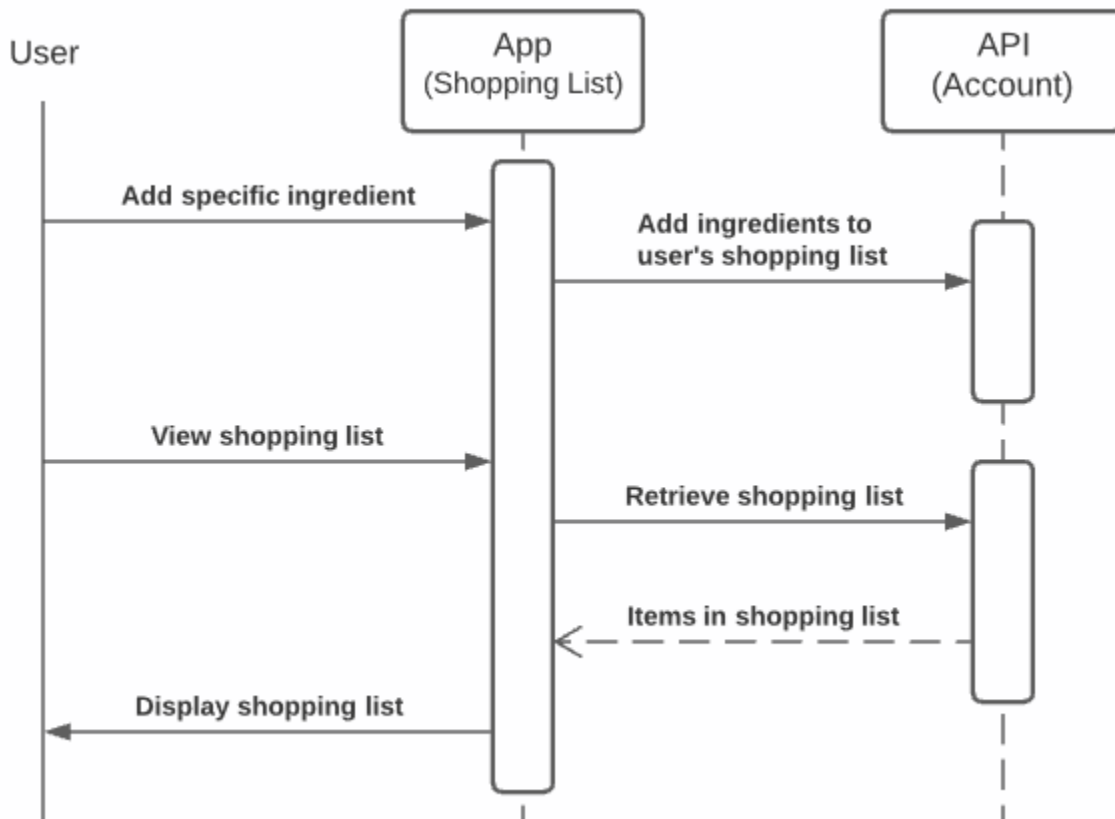 User
App
(Shopping List)
API
(Account)
Add specific ingredient
Add ingredients to
user's shopping list
View shopping list
Retrieve shopping list
Items in shopping list
Display shopping list